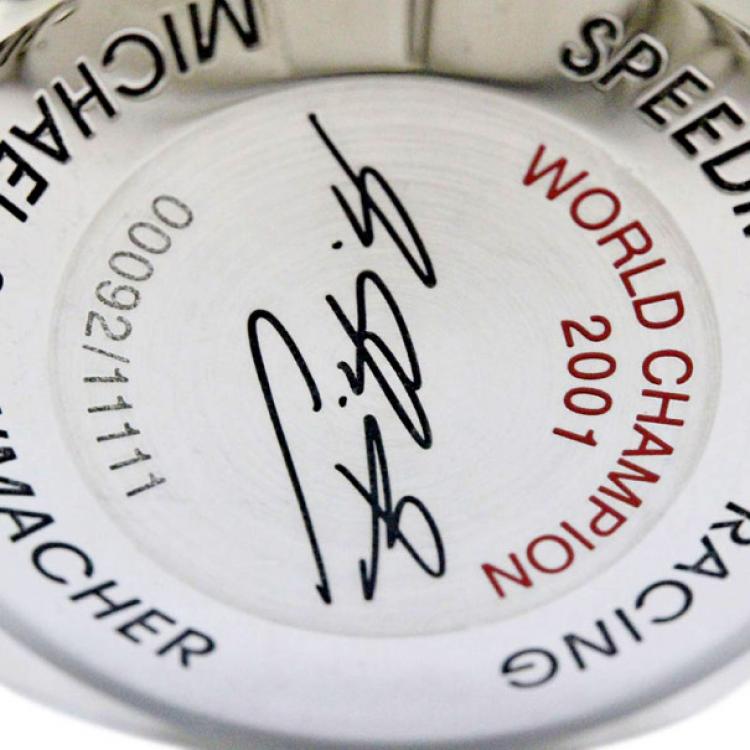 MICHAEL
MACHER
SPEED
RACING
WORLD CHAMPION
2001
00092/11111